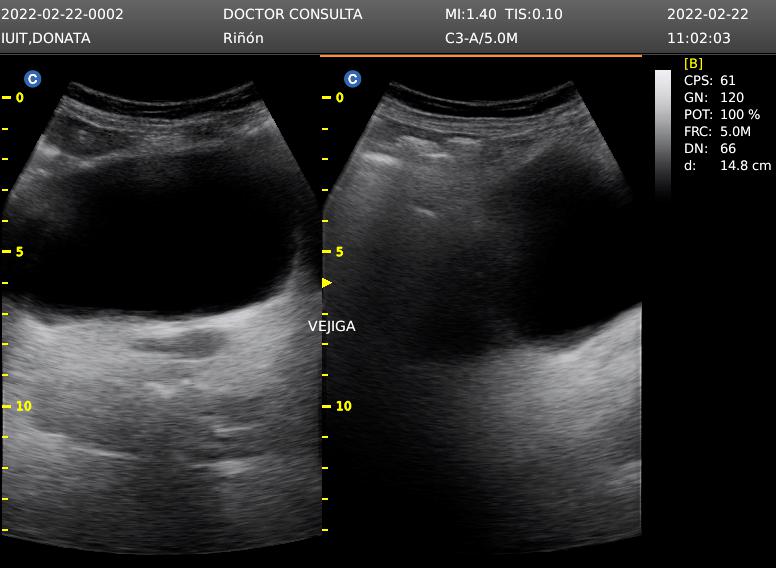 2022-02-22-0002 DOCTOR CONSULTA MI:1.40 TIS:0.10 2022-02-22
IUIT,DONATA Riñón C3-A/5.0M 11:02:03
[B]
C C
CPS: 61
0 0
GN: 120
POT: 100 %
FRC: 5.0M
DN: 66
d: 14.8 cm
5 5
VEJIGA
10 10